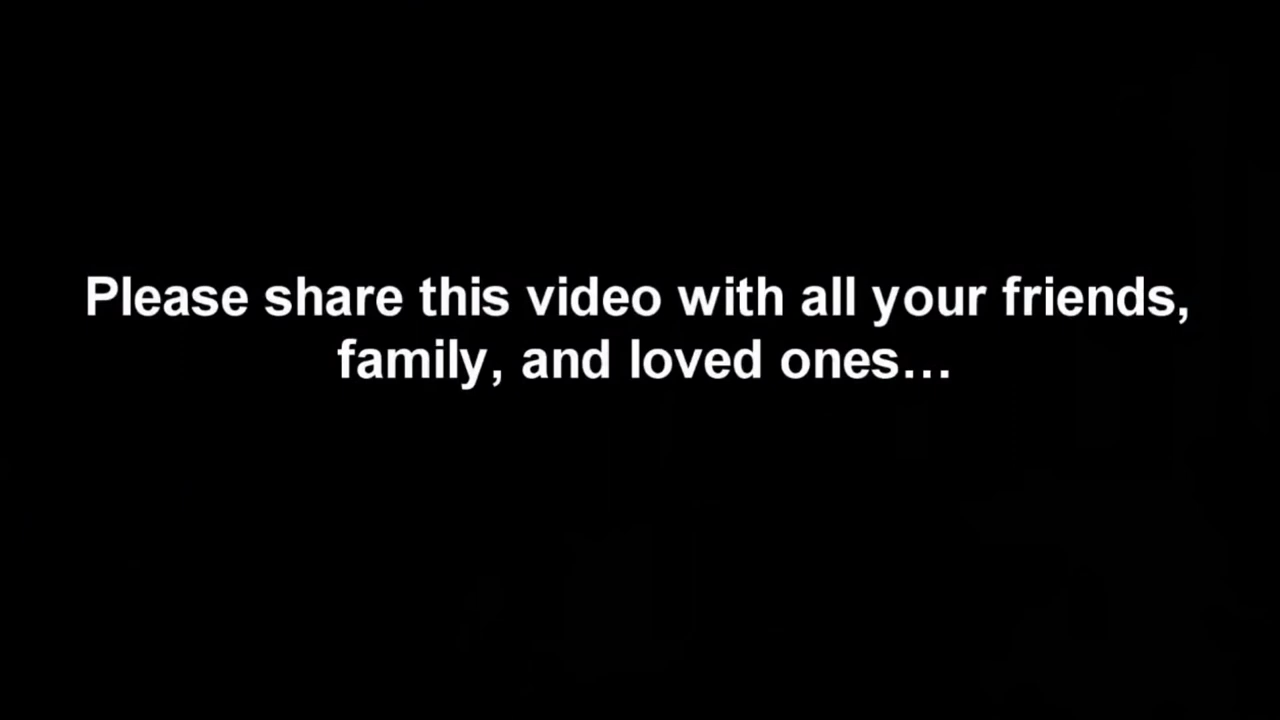 Please share this video with all your friends,
family, and loved ones…